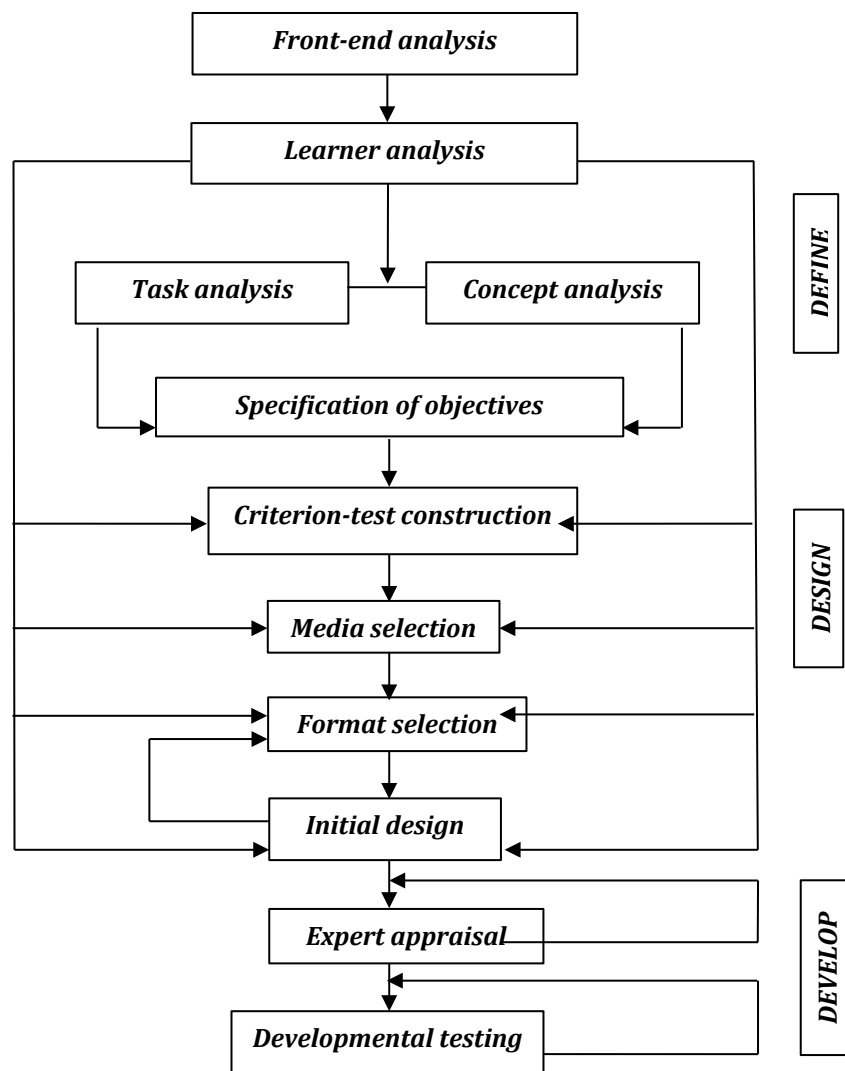 Front-end analysis
Learner analysis
Task analysis
Concept analysis
DEFINE
Specification of objectives
Criterion-test construction
Media selection
DESIGN
Format selection
Initial design
Expert appraisal
DEVELOP
Developmental testing